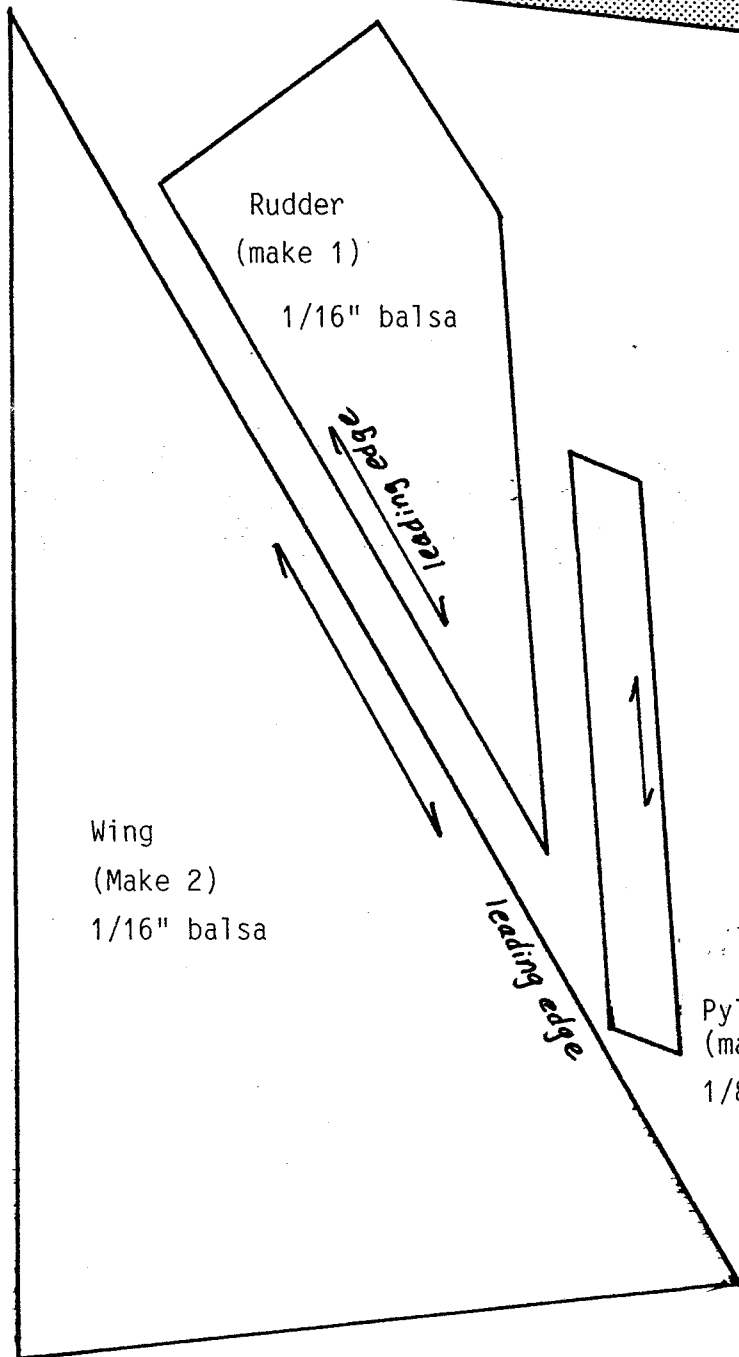 Rudder
(make 1)
1/16" balsa
leading edge
Wing
(Make 2)
1/16" balsa
leading edge